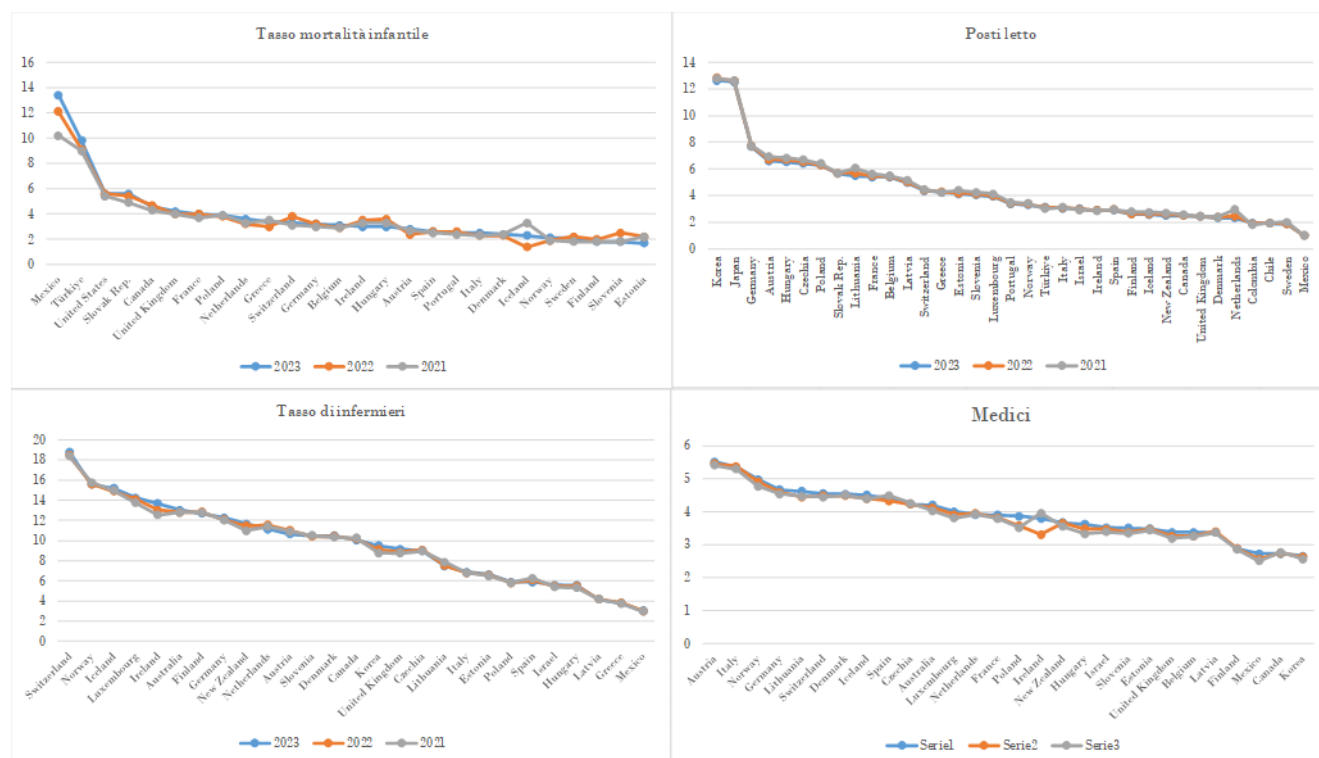 Tasso mortalità infantile
16
14
12
10
8
6
4
2
0
Mexico
Türkiye
United States
Slovak Rep.
Canada
United Kingdom
France
Poland
Netherlands
Greece
Switzerland
Germany
Belgium
Ireland
Hungary
Austria
Spain
Portugal
Italy
Denmark
Iceland
Norway
Sweden
Finland
Slovenia
Estonia
2023
2022
2021
Posti letto
14
12
10
8
6
4
2
0
Korea
Japan
Germany
Austria
Hungary
Czechia
Poland
Slovak Rep.
Lithuania
France
Belgium
Latvia
Switzerland
Greece
Estonia
Slovenia
Luxembourg
Portugal
Norway
Türkiye
Italy
Israel
Ireland
Spain
Finland
Iceland
New Zealand
Canada
United Kingdom
Denmark
Netherlands
Colombia
Chile
Sweden
Mexico
2023
2022
2021
Tasso di infermieri
20
18
16
14
12
10
8
6
4
2
0
Switzerland
Norway
Iceland
Luxembourg
Ireland
Australia
Finland
Germany
New Zealand
Netherlands
Austria
Slovenia
Denmark
Canada
Korea
United Kingdom
Czechia
Lithuania
Italy
Estonia
Poland
Spain
Israel
Hungary
Latvia
Greece
Mexico
2023
2022
2021
Medici
6
5
4
3
2
1
0
Austria
Italy
Norway
Germany
Lithuania
Switzerland
Denmark
Iceland
Spain
Czechia
Australia
Luxembourg
Netherlands
France
Poland
Ireland
New Zealand
Hungary
Israel
Slovenia
Estonia
United Kingdom
Belgium
Latvia
Finland
Mexico
Canada
Korea
Serie1
Serie2
Serie3